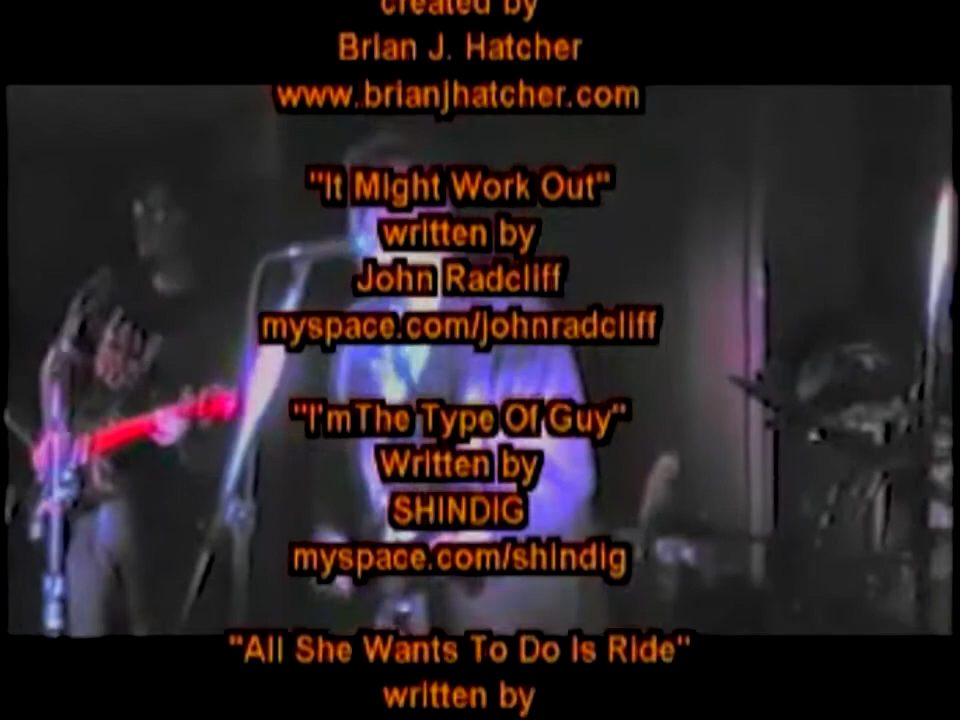 created by
Brian J. Hatcher
www.brianjhatcher.com
"It Might Work Out"
written by
John Radcliff
myspace.com/johnradcliff
"I'mThe Type Of Guy"
Written by
SHINDIG
myspace.com/shindig
"All She Wants To Do Is Ride"
written by